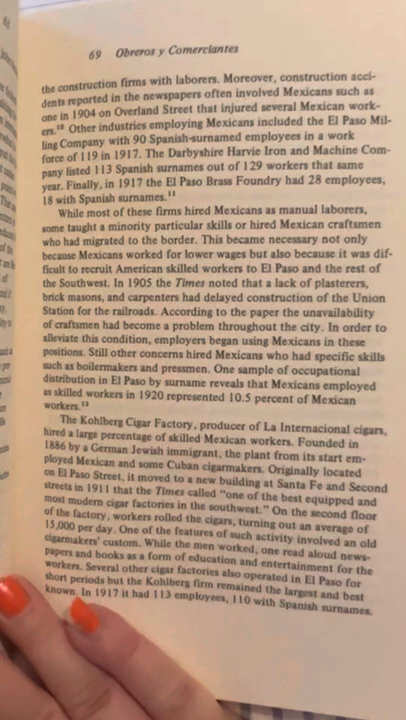 69 Obreros y Comerciantes
the construction firms with laborers. Moreover, construction acci-
dents reported in the newspapers often involved Mexicans such as
one in 1904 on Overland Street that injured several Mexican work-
ers.¹⁰ Other industries employing Mexicans included the El Paso Mil-
ling Company with 90 Spanish-surnamed employees in a work
force of 119 in 1917. The Darbyshire Harvie Iron and Machine Com-
pany listed 113 Spanish surnames out of 129 workers that same
year. Finally, in 1917 the El Paso Brass Foundry had 28 employees,
18 with Spanish surnames.¹¹
While most of these firms hired Mexicans as manual laborers,
some taught a minority particular skills or hired Mexican craftsmen
who had migrated to the border. This became necessary not only
because Mexicans worked for lower wages but also because it was dif-
ficult to recruit American skilled workers to El Paso and the rest of
the Southwest. In 1905 the Times noted that a lack of plasterers,
brick masons, and carpenters had delayed construction of the Union
Station for the railroads. According to the paper the unavailability
of craftsmen had become a problem throughout the city. In order to
alleviate this condition, employers began using Mexicans in these
positions. Still other concerns hired Mexicans who had specific skills
such as boilermakers and pressmen. One sample of occupational
distribution in El Paso by surname reveals that Mexicans employed
as skilled workers in 1920 represented 10.5 percent of Mexican
workers.¹²
The Kohlberg Cigar Factory, producer of La Internacional cigars,
hired a large percentage of skilled Mexican workers. Founded in
1886 by a German Jewish immigrant, the plant from its start em-
ployed Mexican and some Cuban cigarmakers. Originally located
on El Paso Street, it moved to a new building at Santa Fe and Second
streets in 1911 that the Times called "one of the best equipped and
most modern cigar factories in the southwest." On the second floor
of the factory, workers rolled the cigars, turning out an average of
15,000 per day. One of the features of such activity involved an old
cigarmakers' custom. While the men worked, one read aloud news-
papers and books as a form of education and entertainment for the
workers. Several other cigar factories also operated in El Paso for
short periods but the Kohlberg firm remained the largest and best
known. In 1917 it had 113 employees, 110 with Spanish surnames.